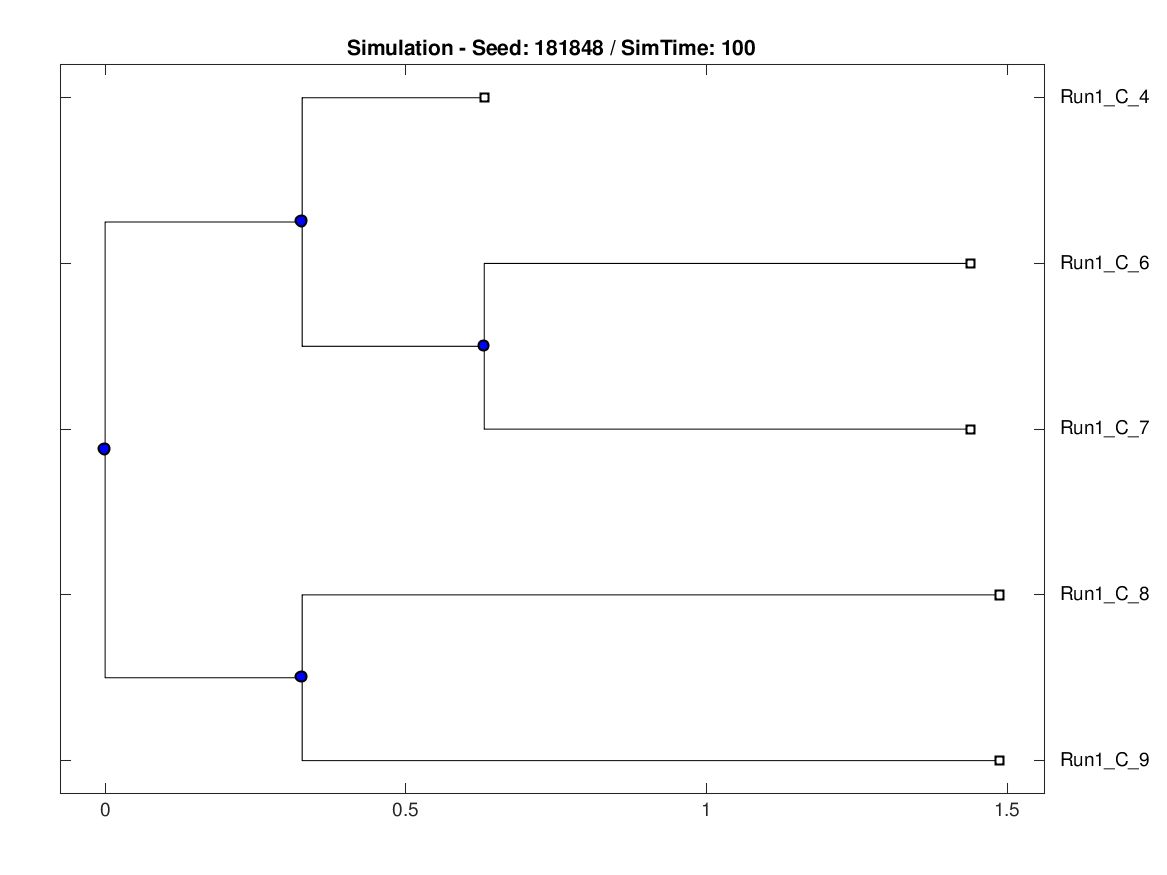 Simulation - Seed: 181848 / SimTime: 100
Run1_C_4
Run1_C_6
Run1_C_7
Run1_C_8
Run1_C_9
0 0.5 1 1.5